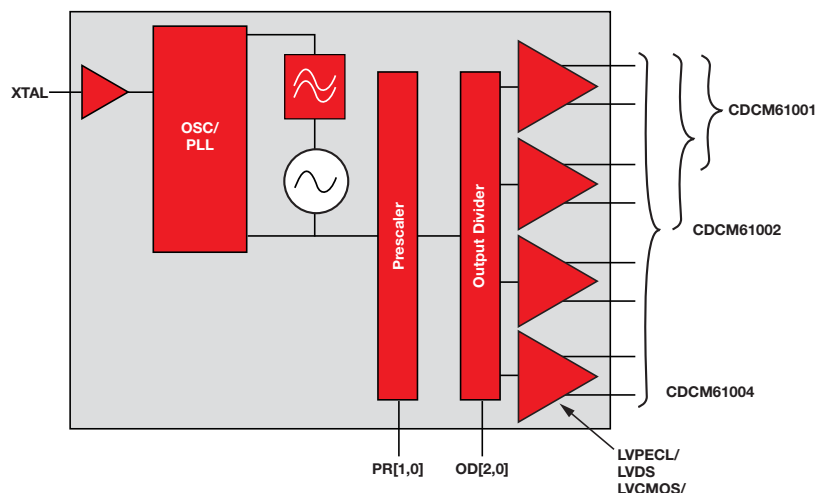 XTAL
OSC/
PLL
Prescaler
Output Divider
CDCM61001
CDCM61002
CDCM61004
PR[1,0]
OD[2,0]
LVPECL/
LVDS
LVCMOS/